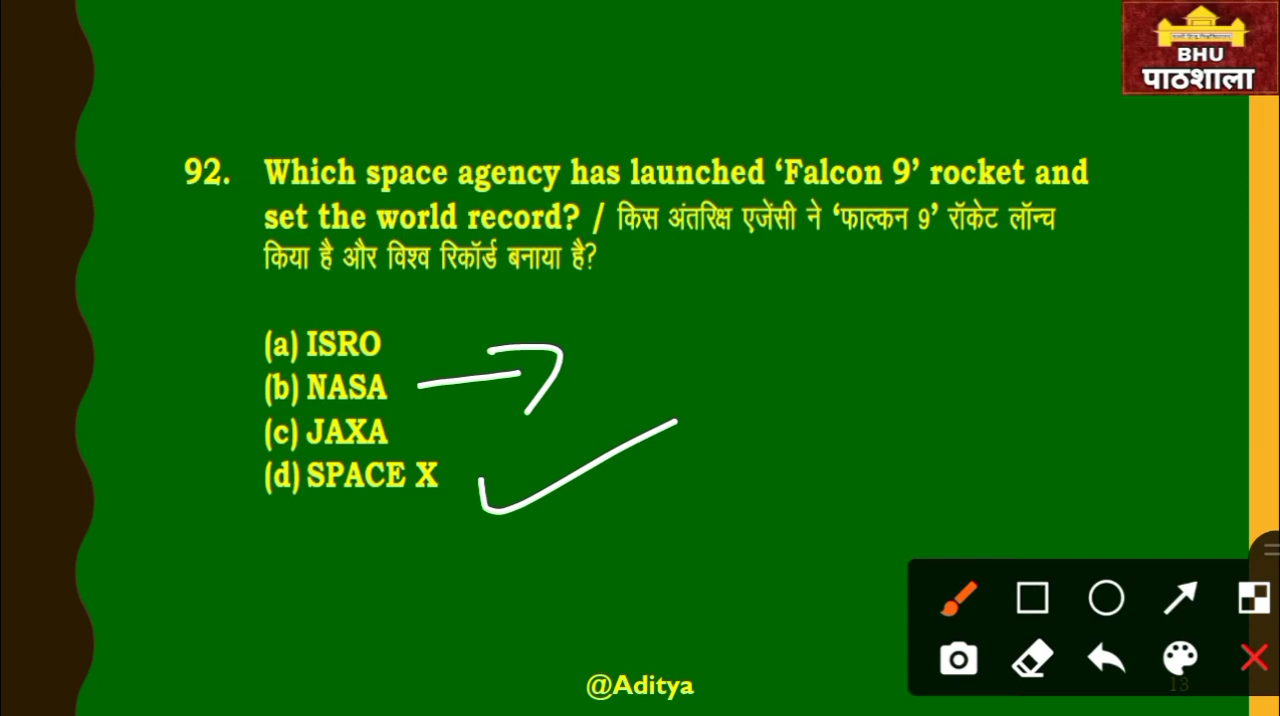 BHU
पाठशाला
92. Which space agency has launched ‘Falcon 9’ rocket and
set the world record? / किस अंतरिक्ष एजेंसी ने ‘फाल्कन 9’ रॉकेट लॉन्च
किया है और विश्व रिकॉर्ड बनाया है?
(a) ISRO
(b) NASA
(c) JAXA
(d) SPACE X
@Aditya
13